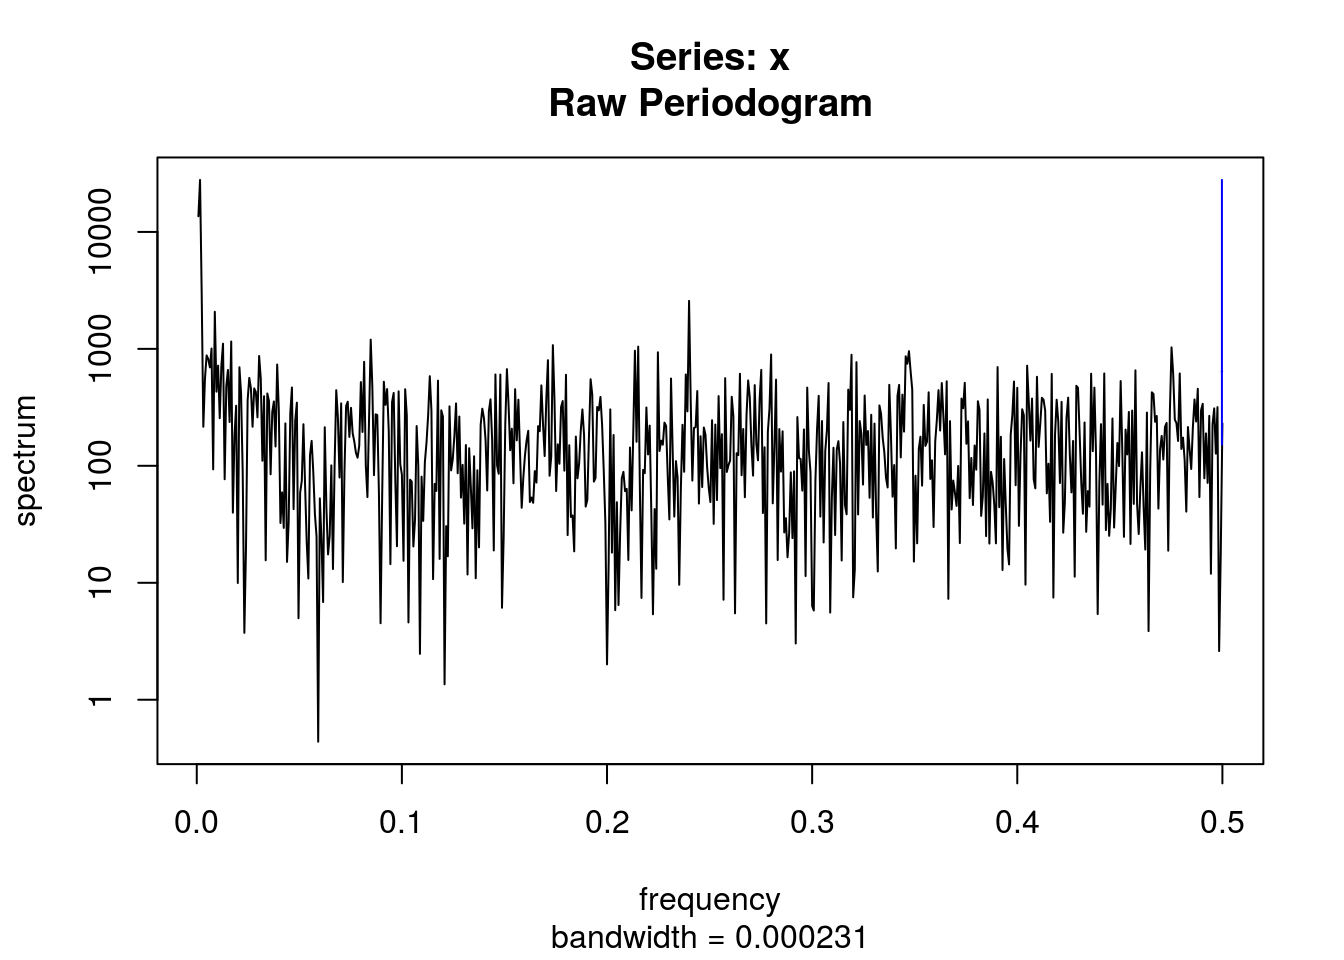 Series: x
Raw Periodogram
10000
1000
100
10
1
spectrum
0.0 0.1 0.2 0.3 0.4 0.5
frequency
bandwidth = 0.000231